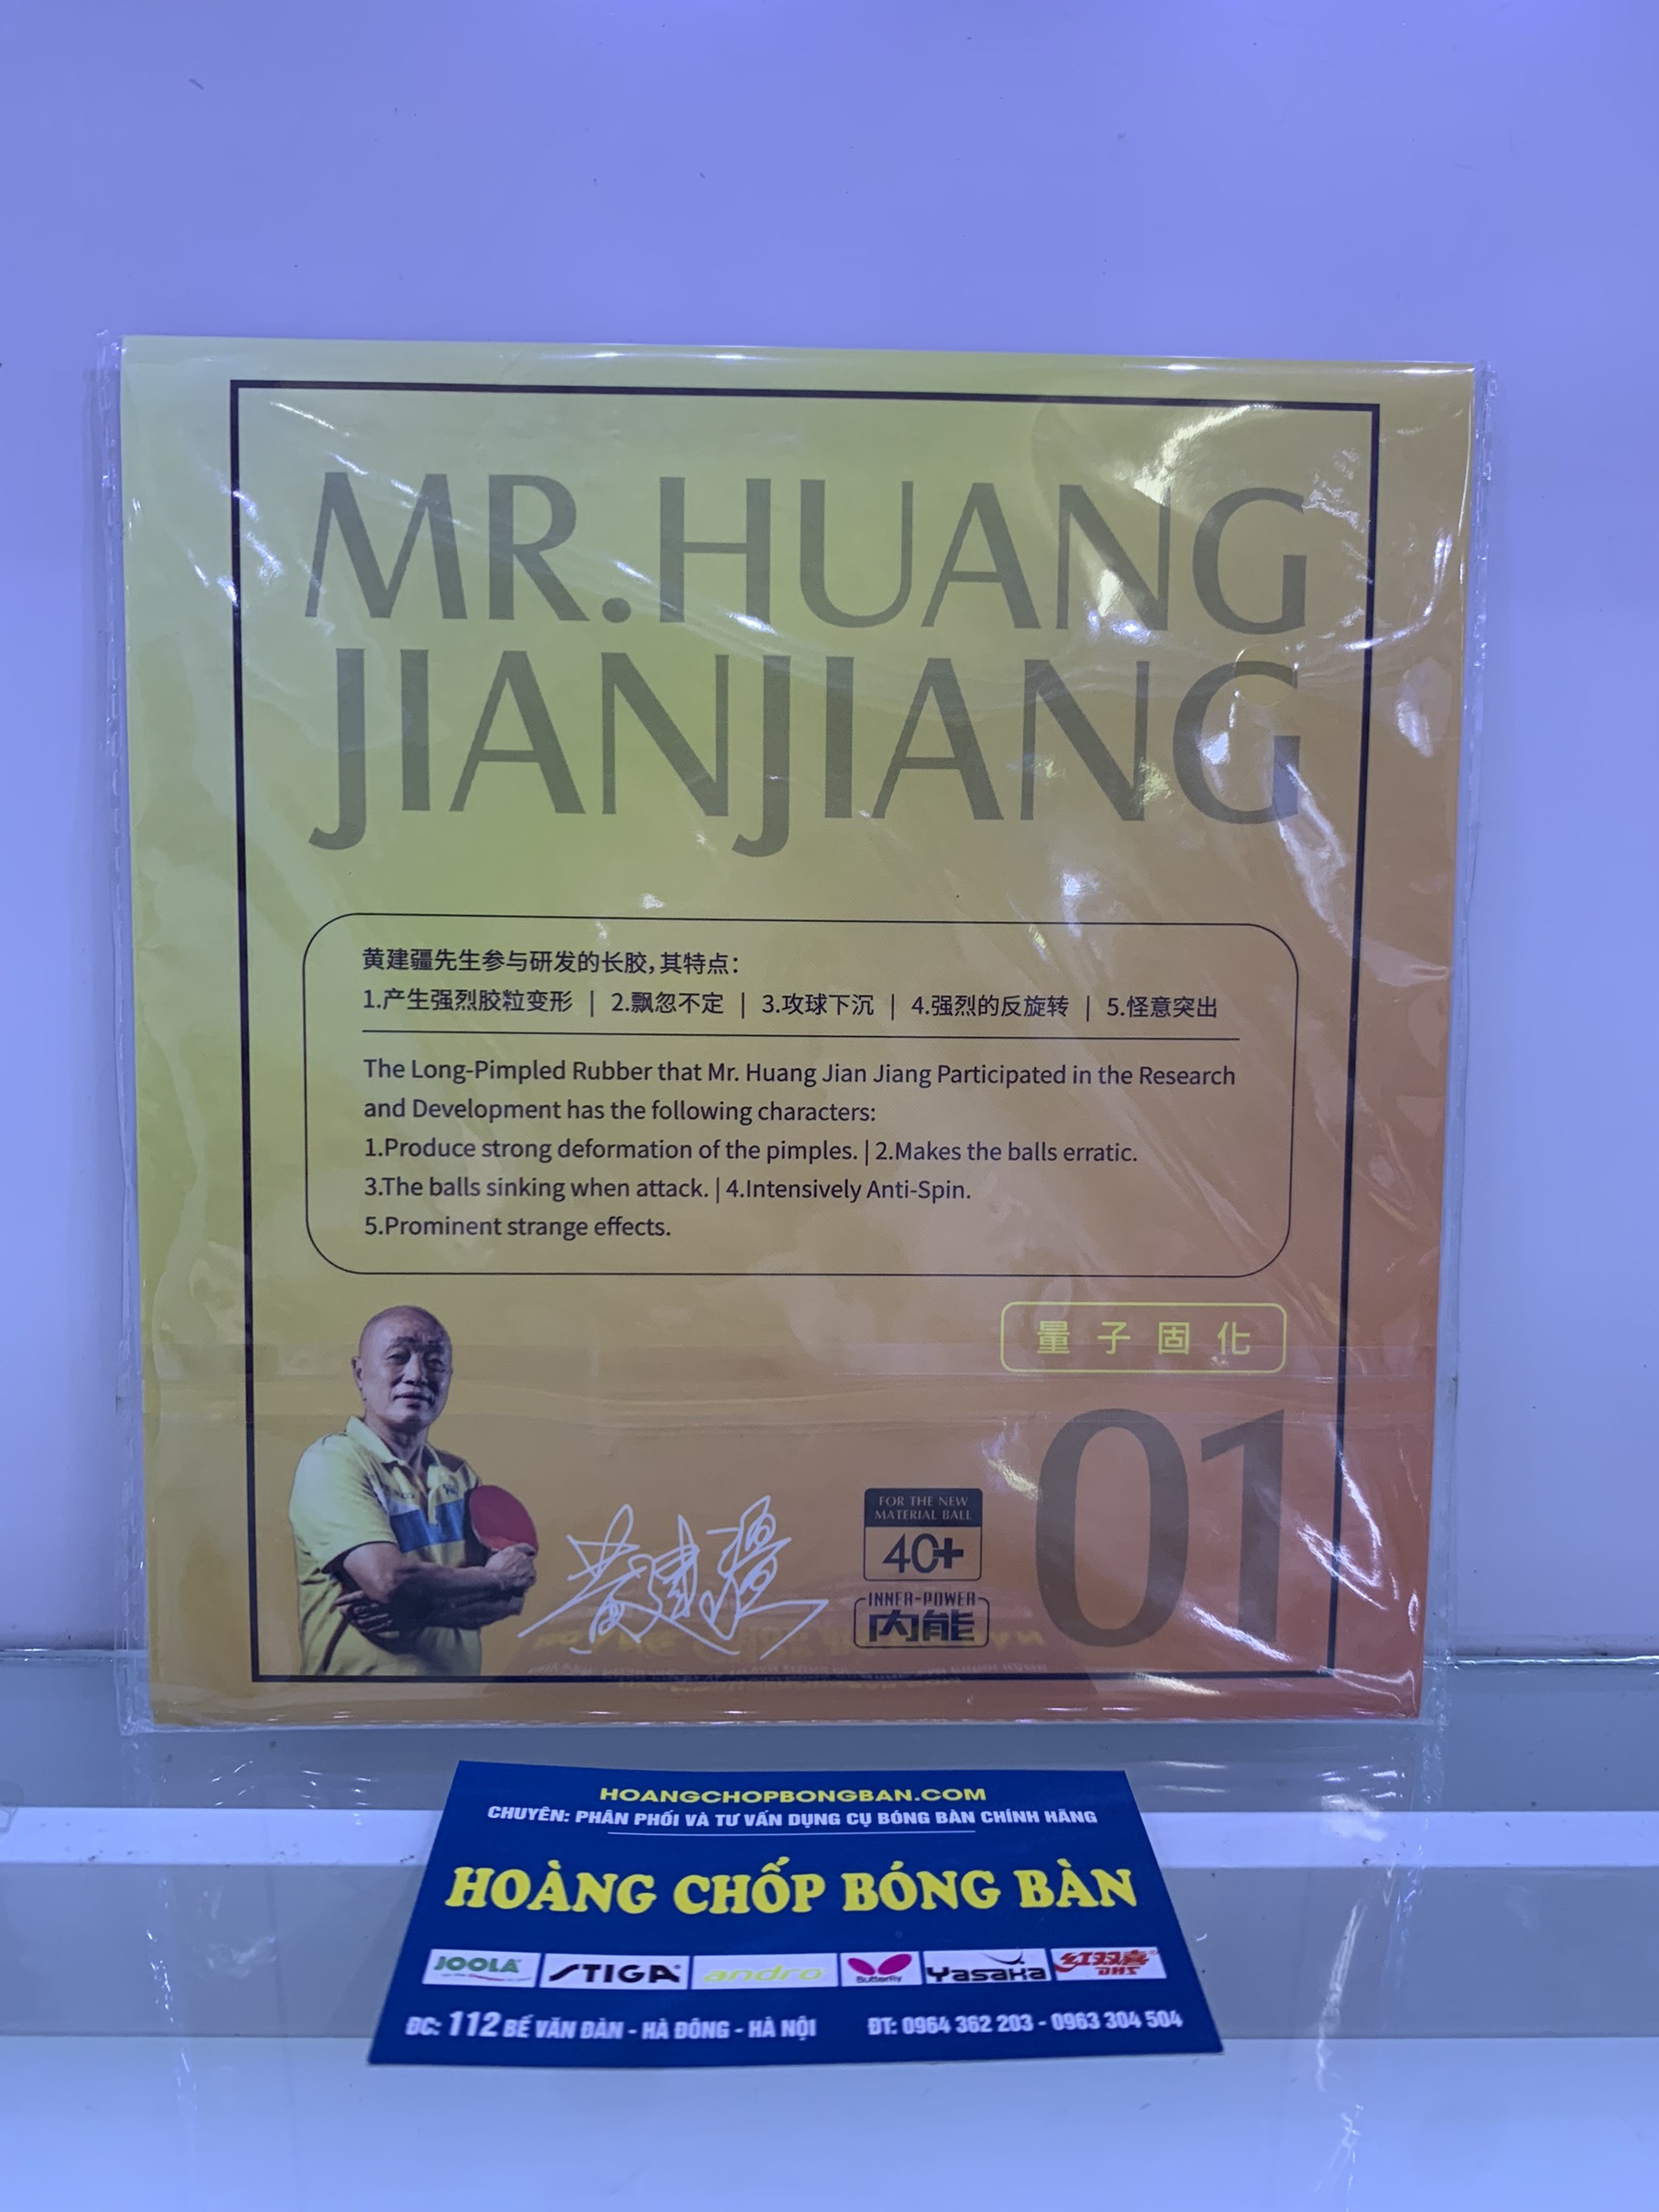 MR.HUANG
JIANJIANG
黄建疆先生参与研发的长胶，其特点：
1.产生强烈胶粒变形 | 2.飘忽不定 | 3.攻球下沉 | 4.强烈的反旋转 | 5.怪意突出
The Long-Pimpled Rubber that Mr. Huang Jian Jiang Participated in the Research
and Development has the following characters:
1.Produce strong deformation of the pimples. | 2.Makes the balls erratic.
3.The balls sinking when attack. | 4.Intensively Anti-Spin.
5.Prominent strange effects.
量子固化
01
黄建疆
FOR THE NEW
MATERIAL BALL
40+
INNER-POWER
内能
HOANGCHOPBONGBAN.COM
CHUYÊN: PHÂN PHỐI VÀ TƯ VẤN DỤNG CỤ BÓNG BÀN CHÍNH HÃNG
HOÀNG CHỐP BÓNG BÀN
JOOLA STIGA andro Butterfly Yasaka 红双喜 DHS
ĐC: 112 BẾ VĂN ĐÀN - HÀ ĐÔNG - HÀ NỘI ĐT: 0964 362 203 - 0963 304 504